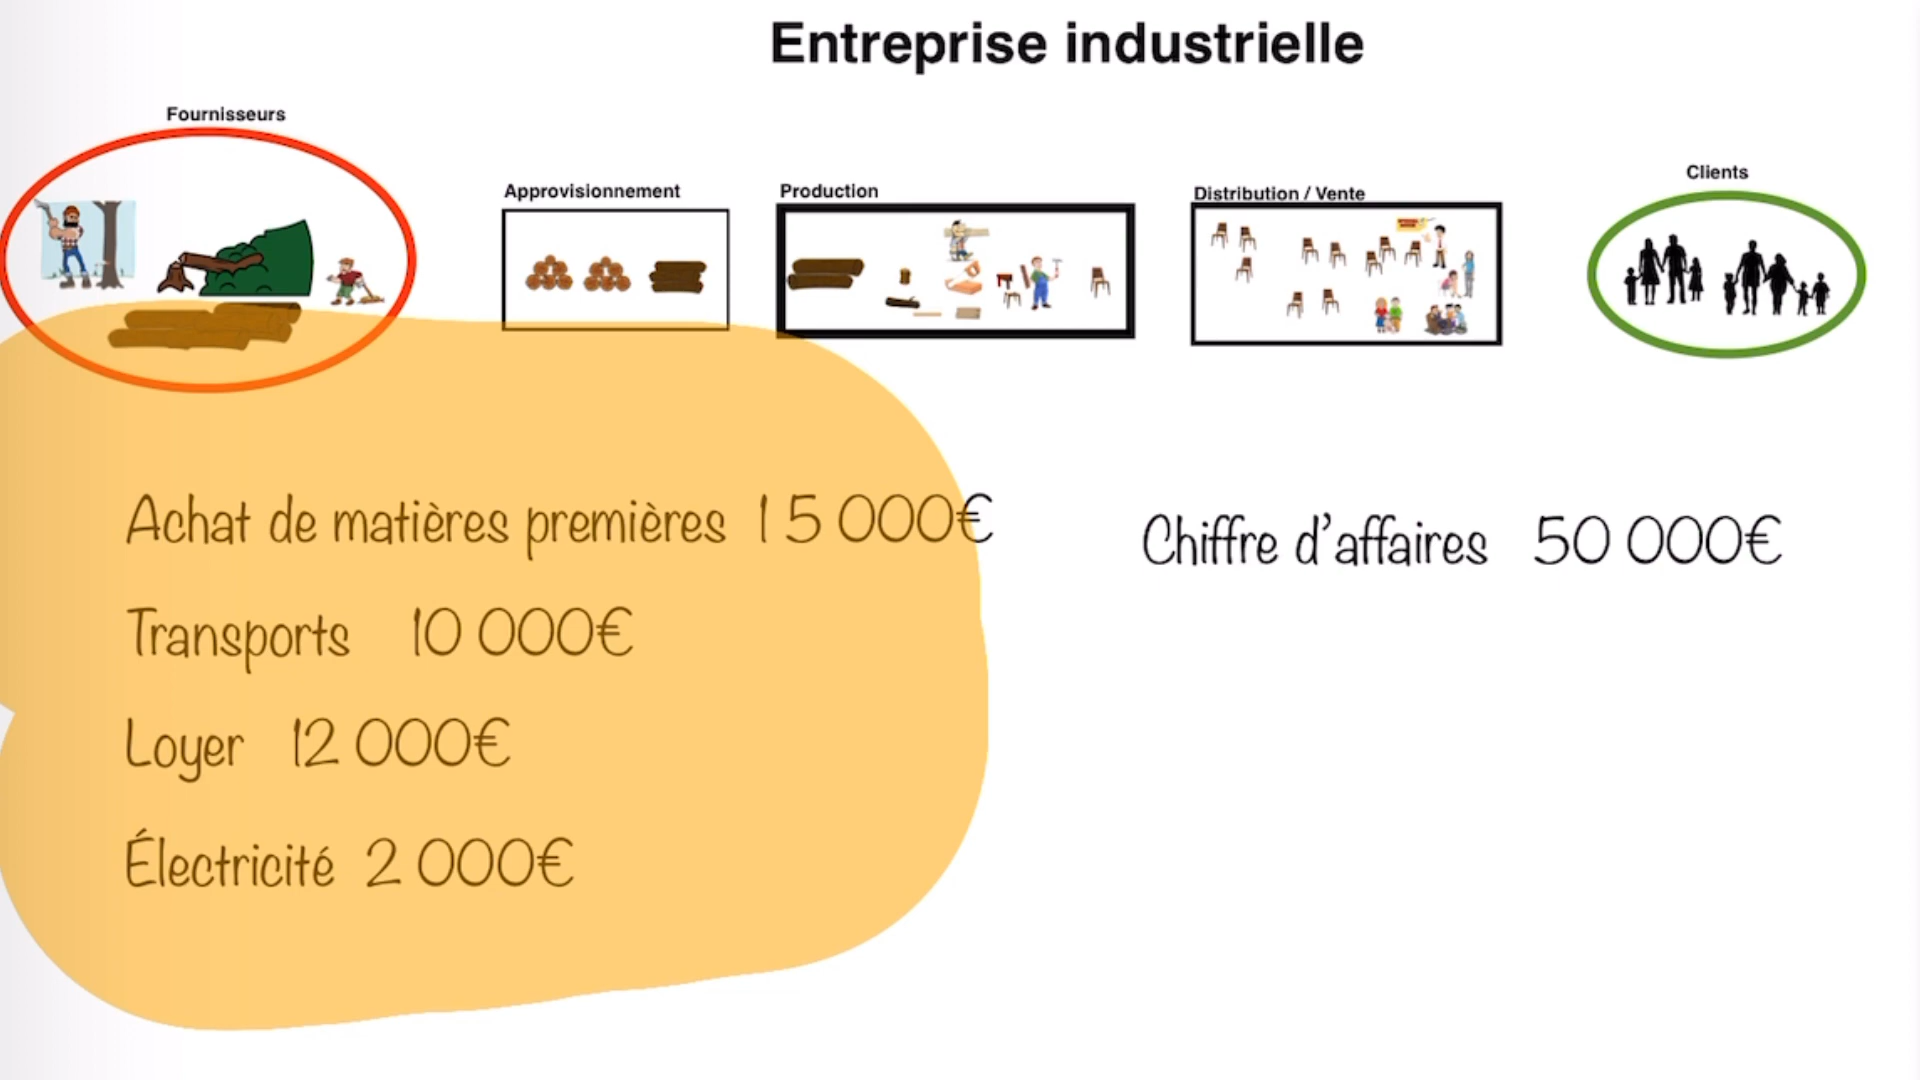 Entreprise industrielle
Fournisseurs
Approvisionnement
Production
Distribution / Vente
Clients
Achat de matières premières 15 000€
Chiffre d'affaires 50 000€
Transports 10 000€
Loyer 12 000€
Électricité 2 000€